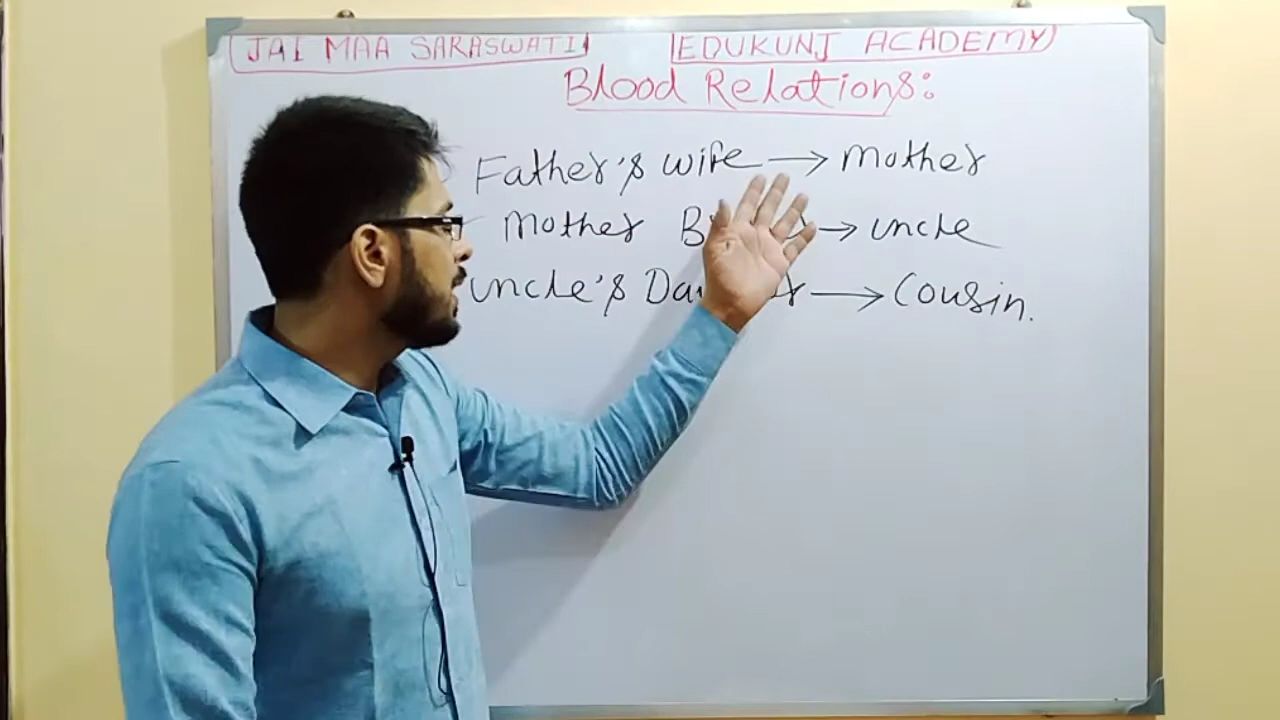 JAI MAA SARASWATI EDUKUNJ ACADEMY
Blood Relations:
Father's wife → mother
mother → uncle
uncle's → Cousin.